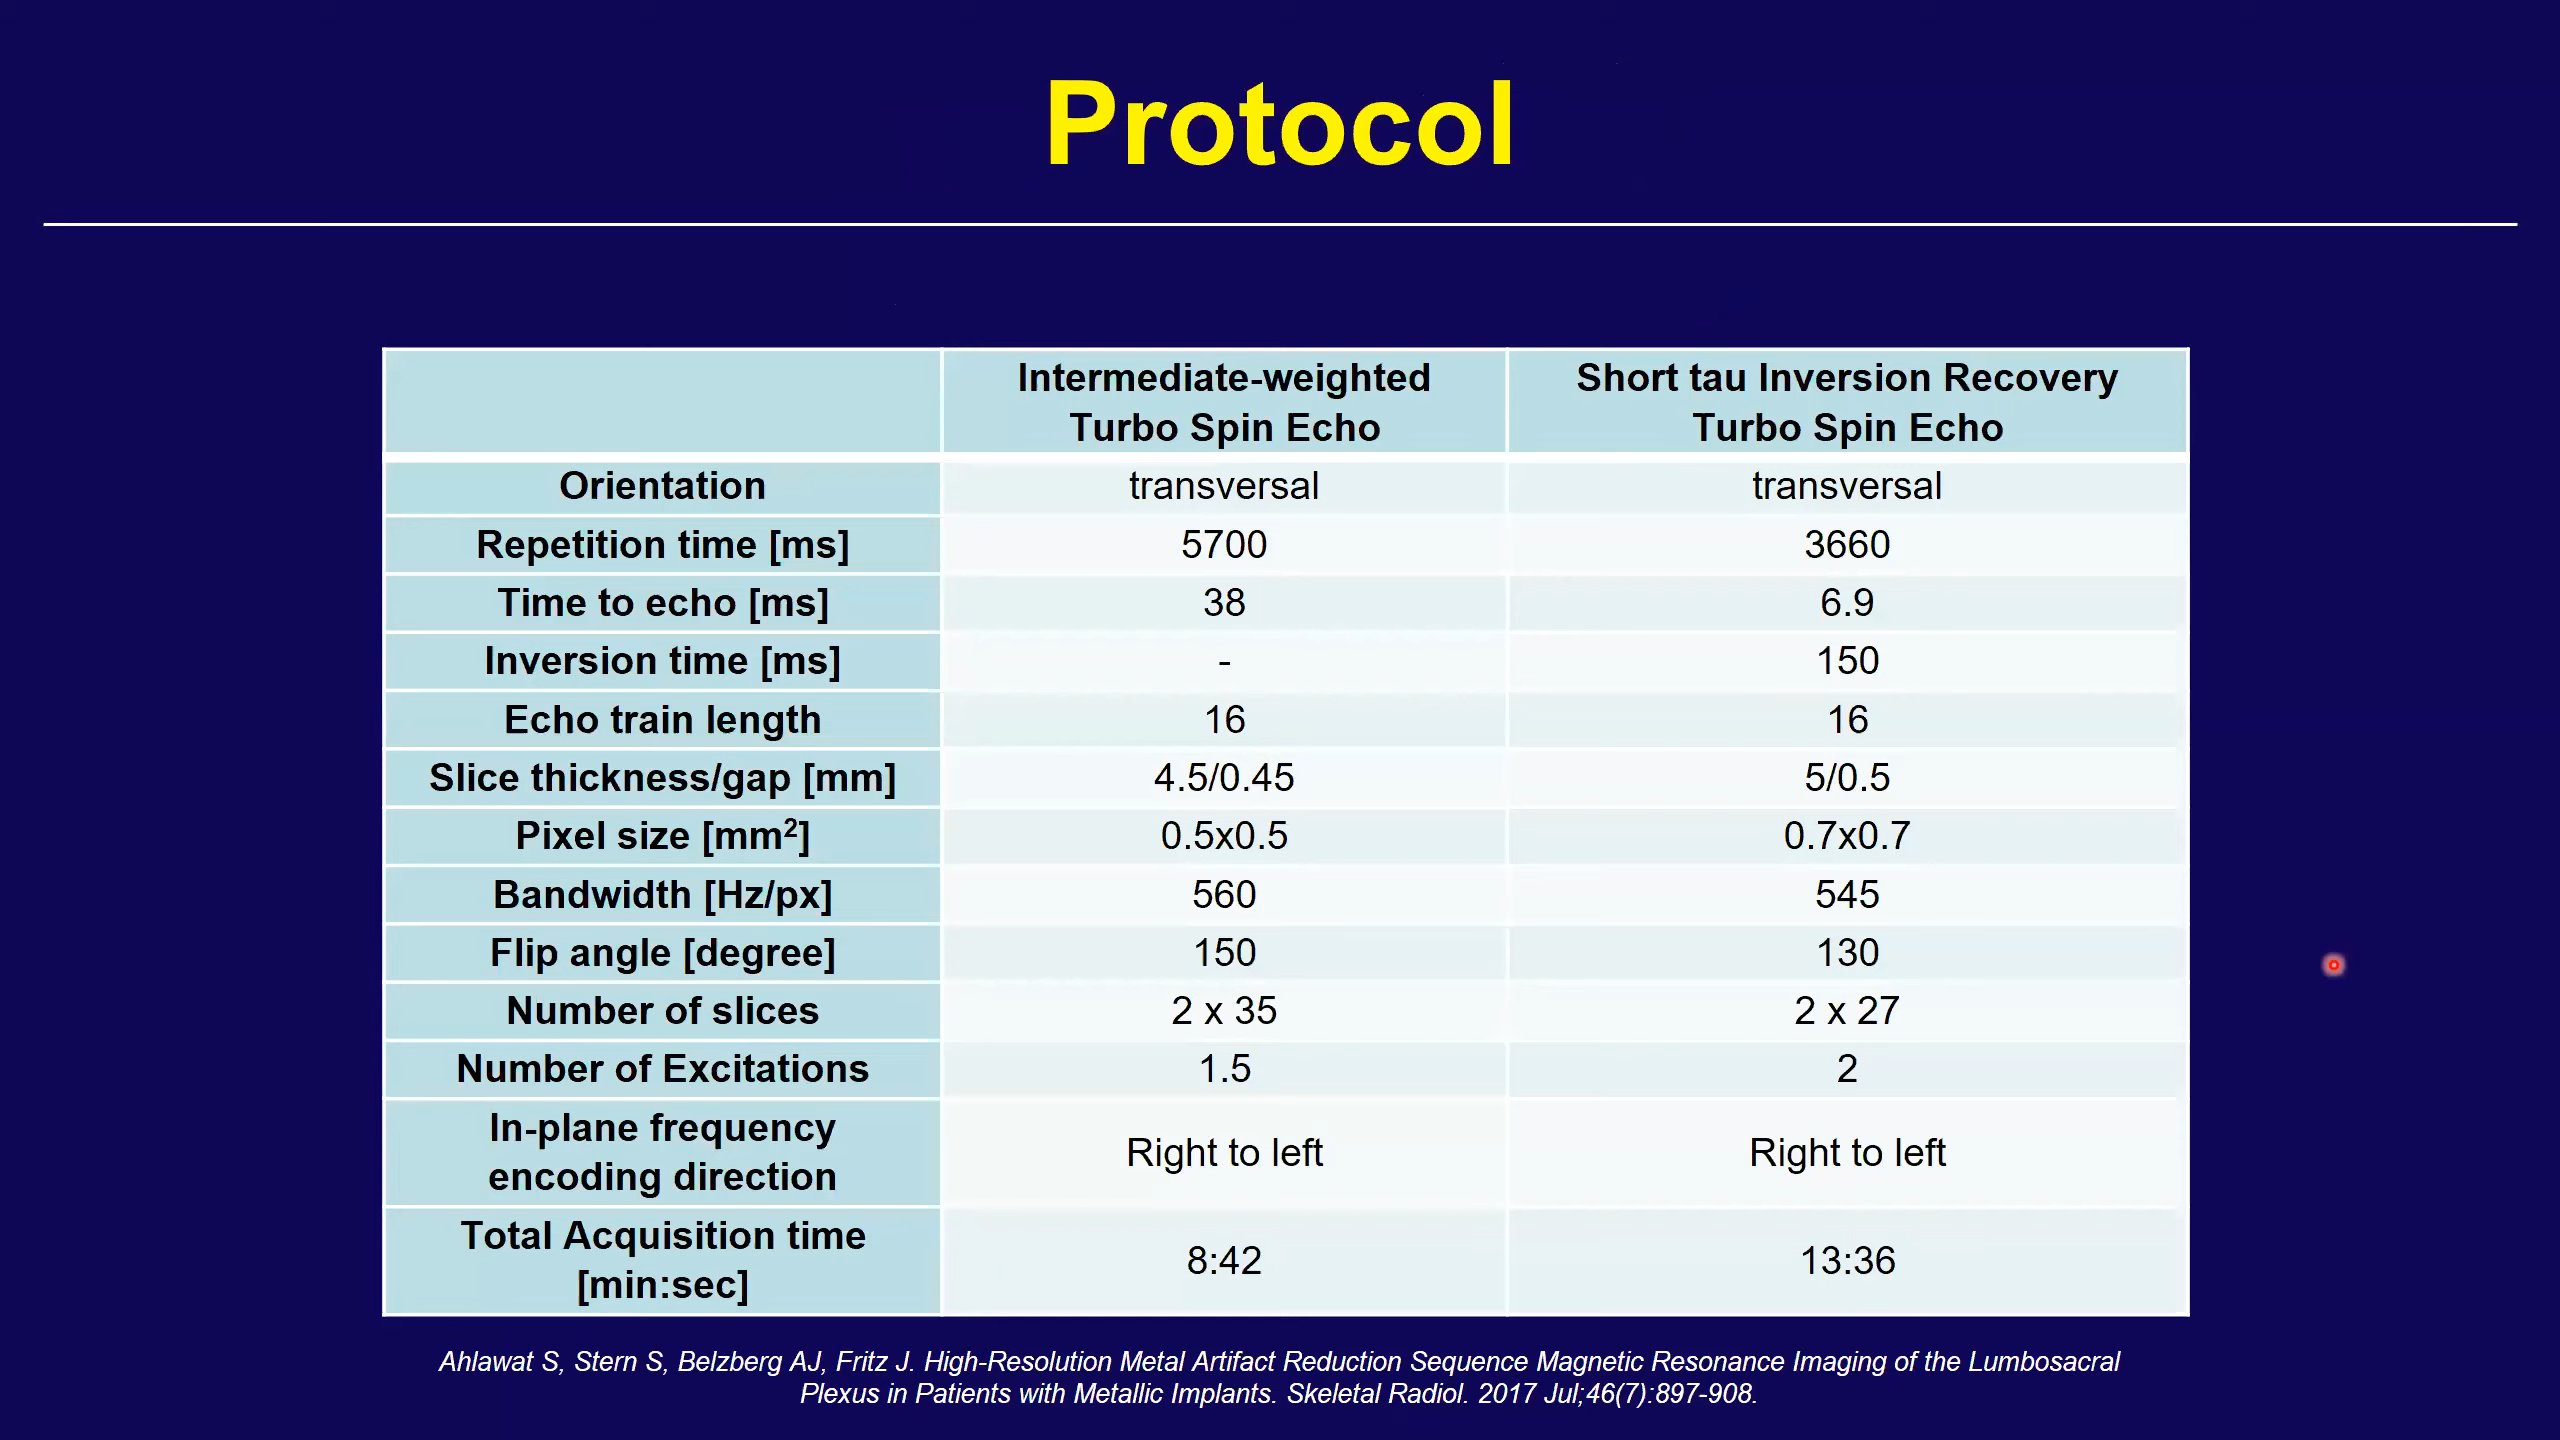 Protocol
Intermediate-weighted Turbo Spin Echo
Short tau Inversion Recovery Turbo Spin Echo
Orientation transversal transversal
Repetition time [ms] 5700 3660
Time to echo [ms] 38 6.9
Inversion time [ms] - 150
Echo train length 16 16
Slice thickness/gap [mm] 4.5/0.45 5/0.5
Pixel size [mm²] 0.5x0.5 0.7x0.7
Bandwidth [Hz/px] 560 545
Flip angle [degree] 150 130
Number of slices 2 x 35 2 x 27
Number of Excitations 1.5 2
In-plane frequency
encoding direction Right to left Right to left
Total Acquisition time
[min:sec] 8:42 13:36
Ahlawat S, Stern S, Belzberg AJ, Fritz J. High-Resolution Metal Artifact Reduction Sequence Magnetic Resonance Imaging of the Lumbosacral
Plexus in Patients with Metallic Implants. Skeletal Radiol. 2017 Jul;46(7):897-908.